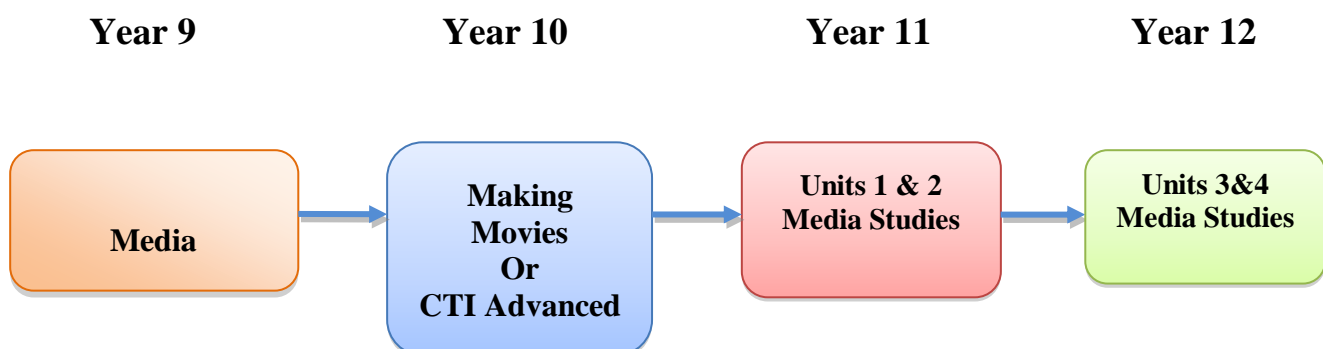 Year 9 Year 10 Year 11 Year 12
Media
Making
Movies
Or
CTI Advanced
Units 1 & 2
Media Studies
Units 3&4
Media Studies